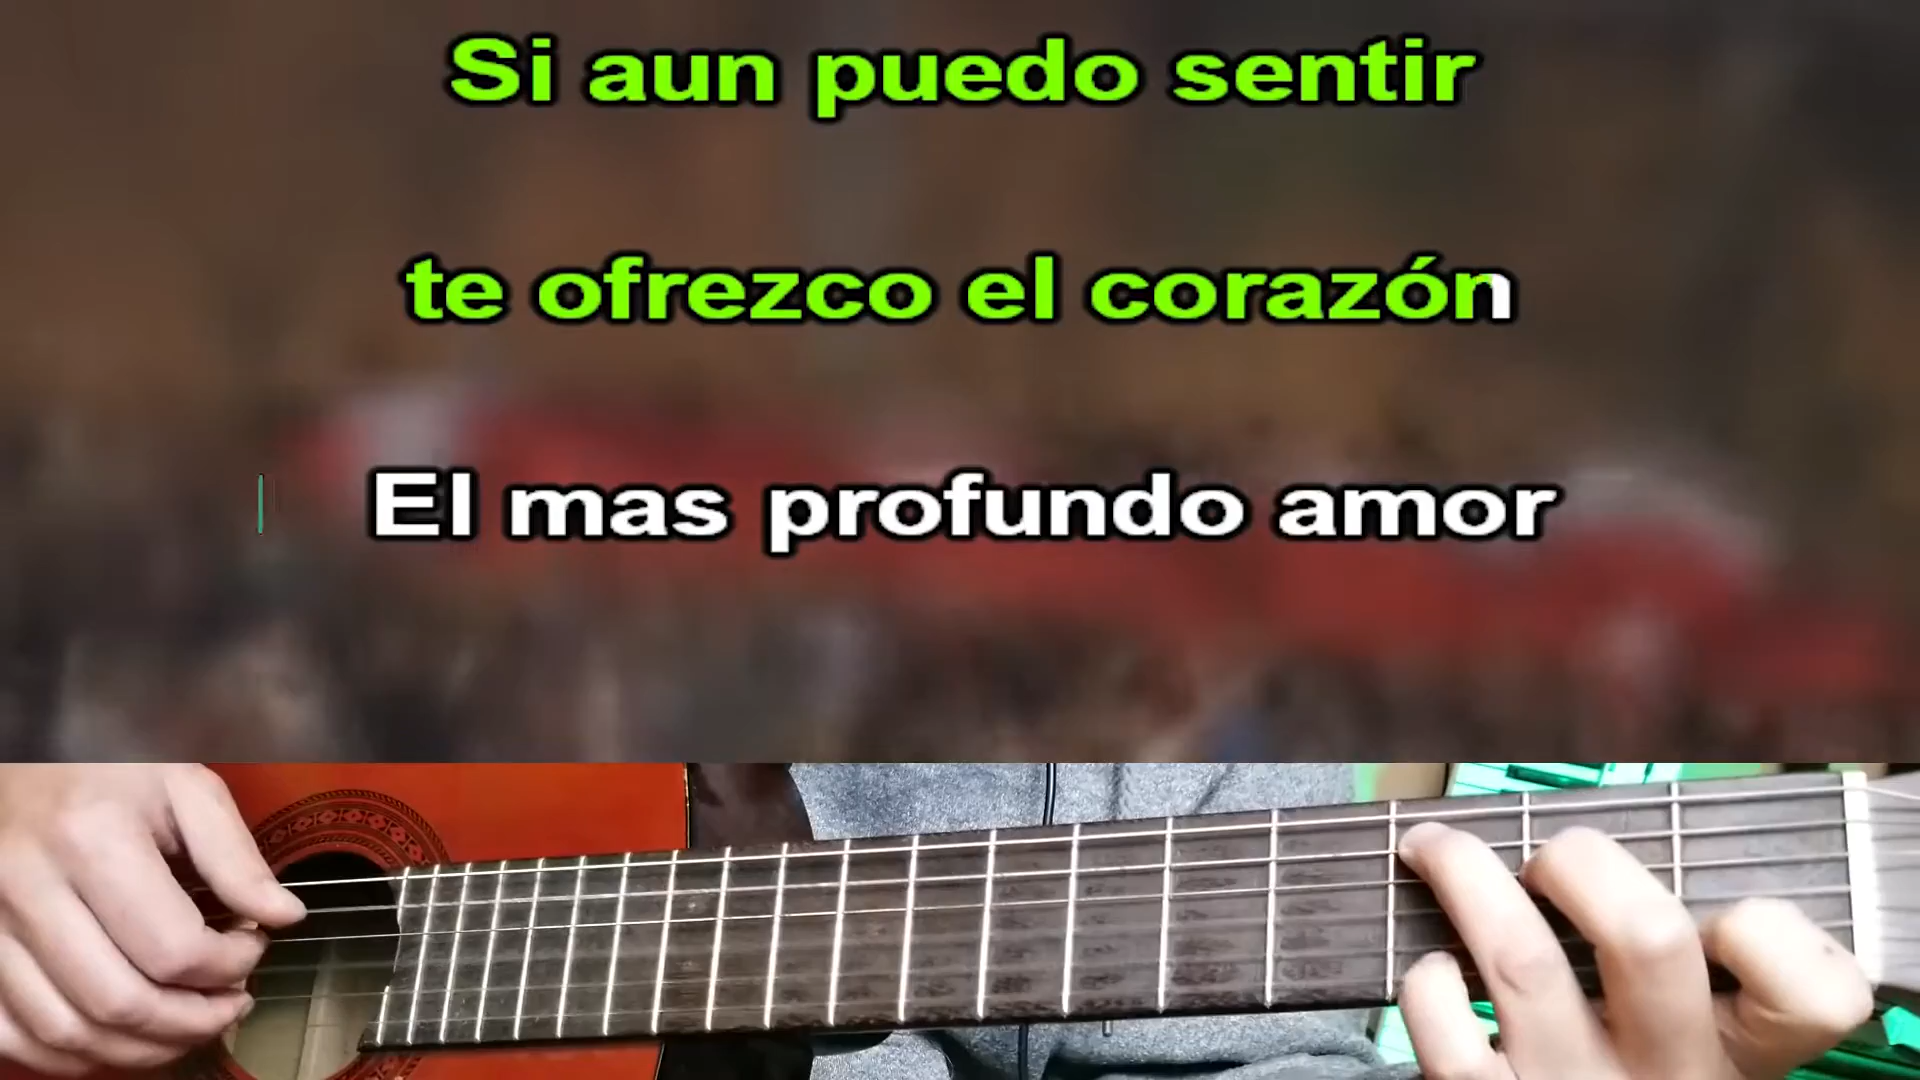 Si aun puedo sentir
te ofrezco el corazón
El mas profundo amor